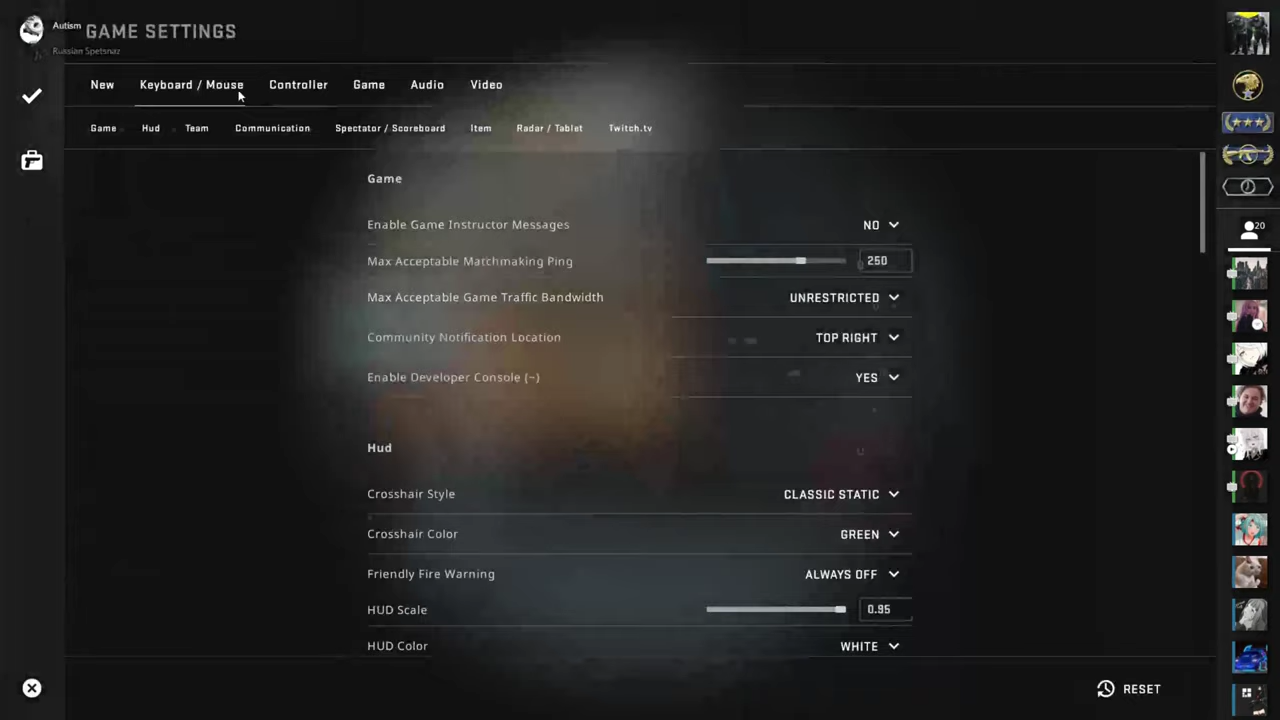 Autism
Russian Spetsnaz
GAME SETTINGS
New Keyboard / Mouse Controller Game Audio Video
Game Hud Team Communication Spectator / Scoreboard Item Radar / Tablet Twitch.tv
Game
Enable Game Instructor Messages NO
Max Acceptable Matchmaking Ping 250
Max Acceptable Game Traffic Bandwidth UNRESTRICTED
Community Notification Location TOP RIGHT
Enable Developer Console (~) YES
Hud
Crosshair Style CLASSIC STATIC
Crosshair Color GREEN
Friendly Fire Warning ALWAYS OFF
HUD Scale 0.95
HUD Color WHITE
RESET
20